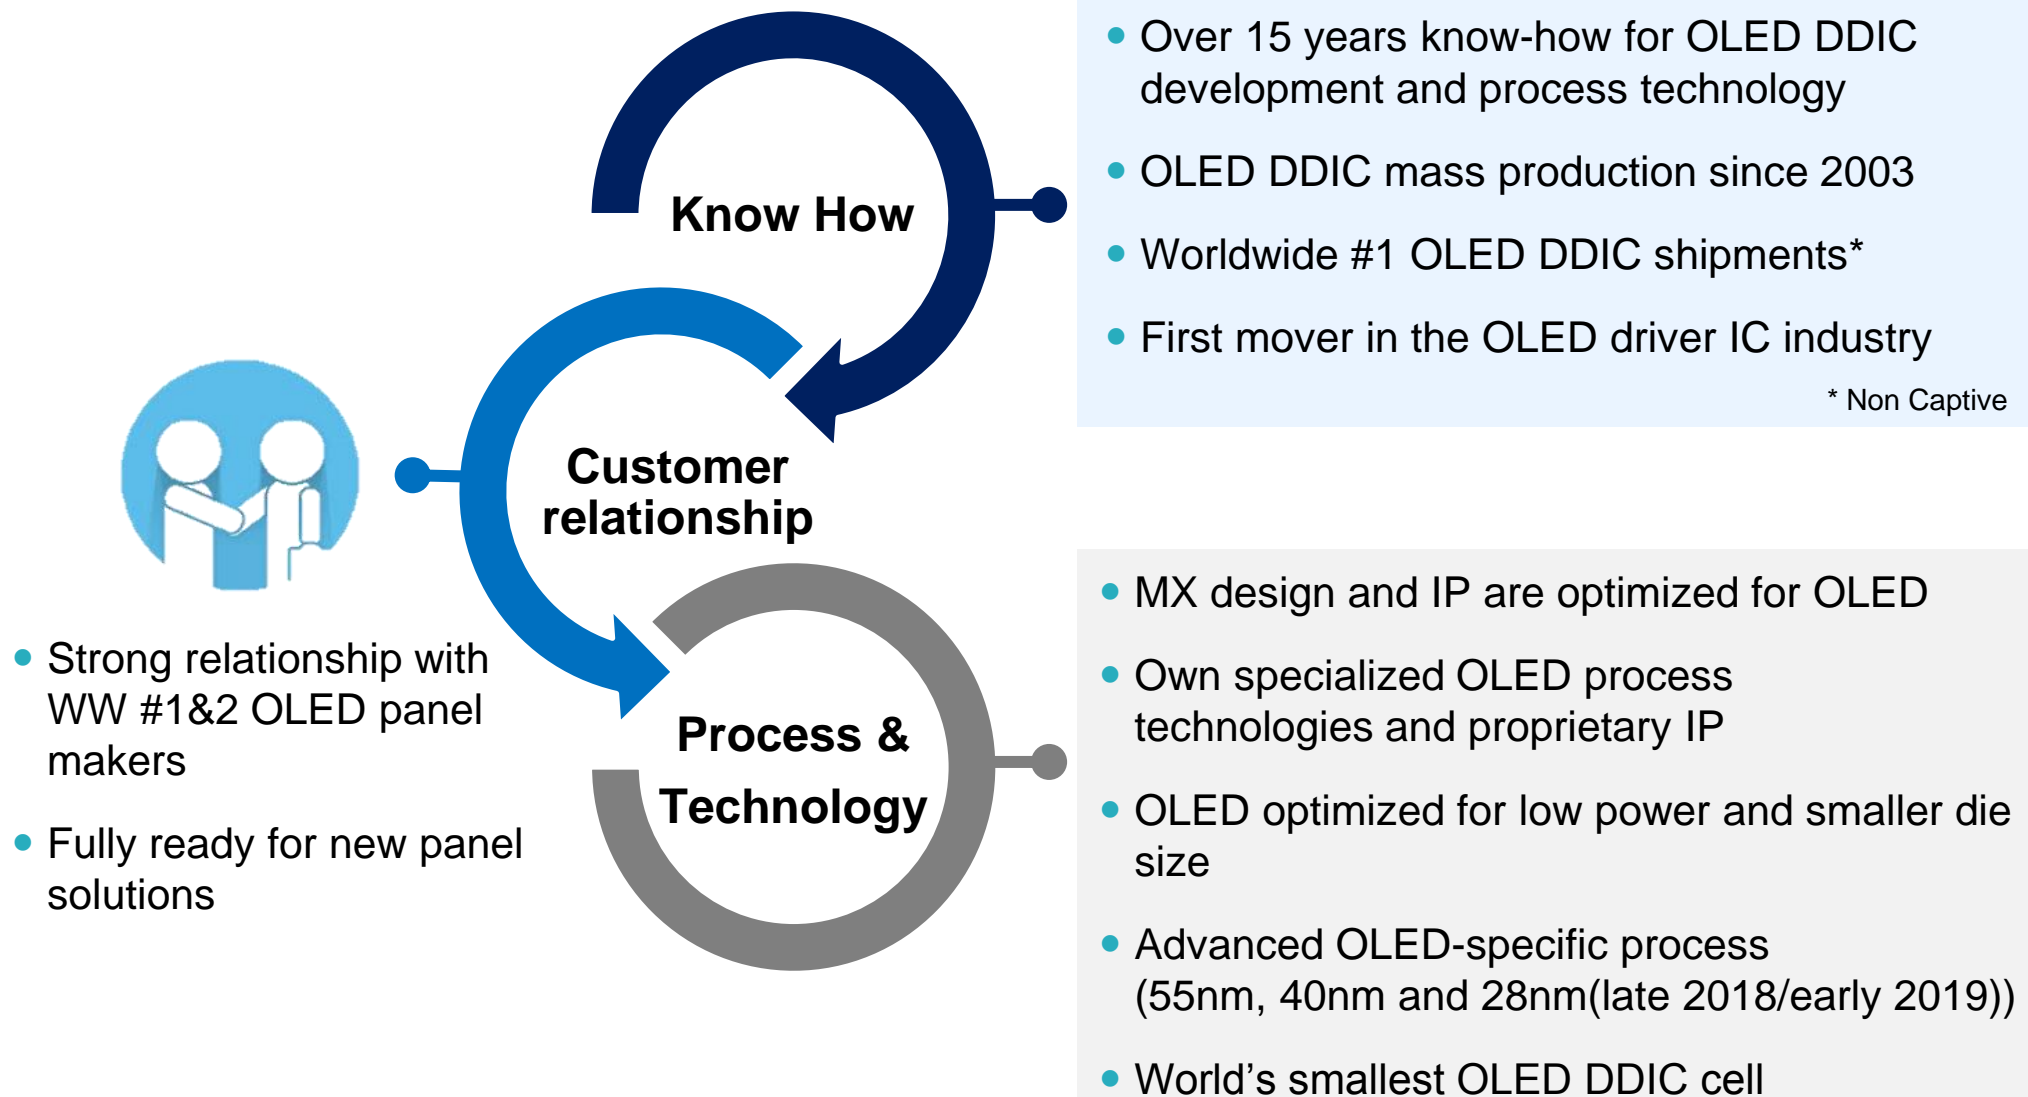 Know How
• Over 15 years know-how for OLED DDIC
development and process technology
• OLED DDIC mass production since 2003
• Worldwide #1 OLED DDIC shipments*
• First mover in the OLED driver IC industry
* Non Captive
Customer
relationship
• Strong relationship with
WW #1&2 OLED panel
makers
• Fully ready for new panel
solutions
Process &
Technology
• MX design and IP are optimized for OLED
• Own specialized OLED process
technologies and proprietary IP
• OLED optimized for low power and smaller die
size
• Advanced OLED-specific process
(55nm, 40nm and 28nm(late 2018/early 2019))
• World’s smallest OLED DDIC cell